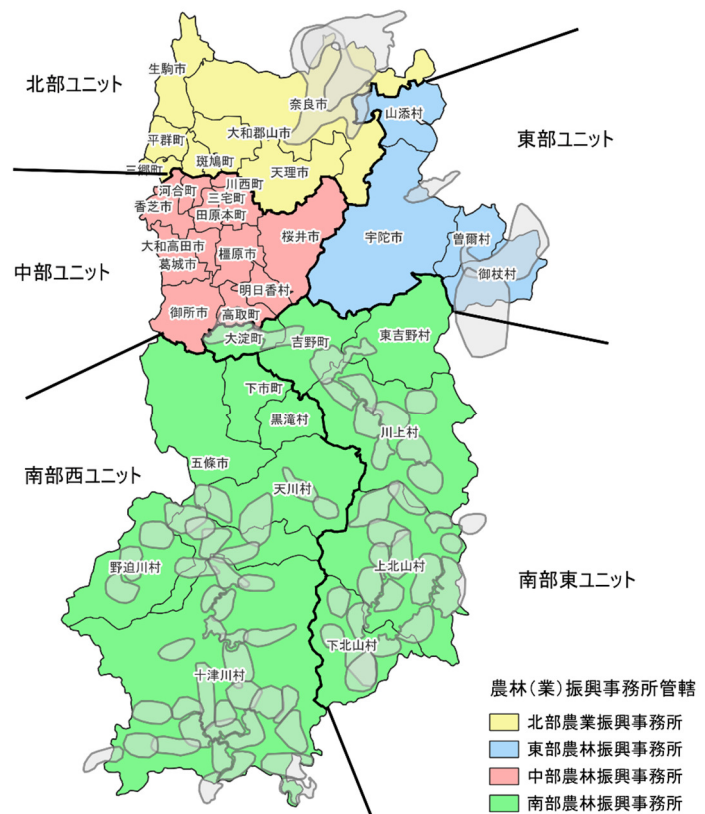 生駒市
北部ユニット
奈良市
山添村
東部ユニット
平群町
大和郡山市
斑鳩町
三郷町
天理市
河合町
川西町
三宅町
香芝市
田原本町
桜井市
宇陀市
曽爾村
御杖村
大和高田市
橿原市
葛城市
中部ユニット
明日香村
御所市
高取町
大淀町
吉野町
東吉野村
下市町
黒滝村
川上村
南部西ユニット
五條市
天川村
野迫川村
上北山村
南部東ユニット
下北山村
十津川村
農林(業)振興事務所管轄
北部農業振興事務所
東部農林振興事務所
中部農林振興事務所
南部農林振興事務所